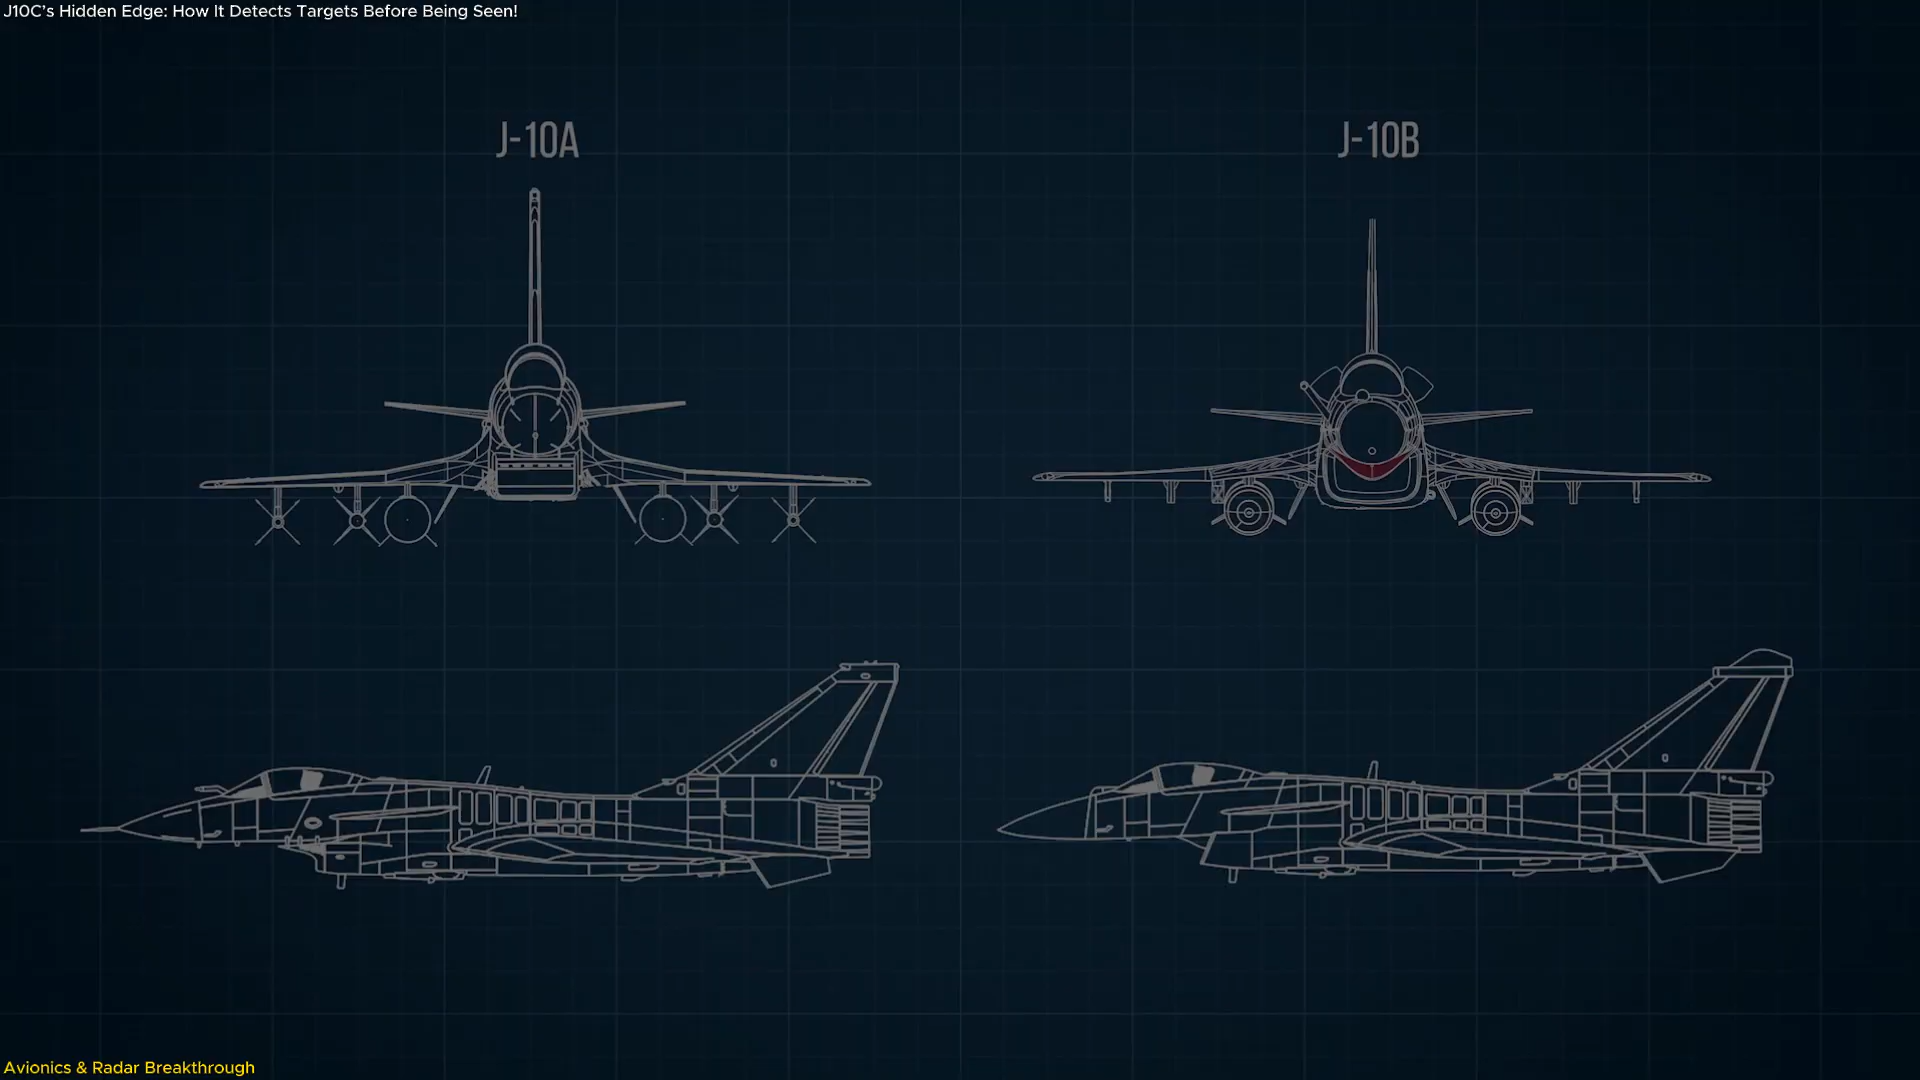 J10C's Hidden Edge: How It Detects Targets Before Being Seen!
J-10A
J-10B
Avionics & Radar Breakthrough